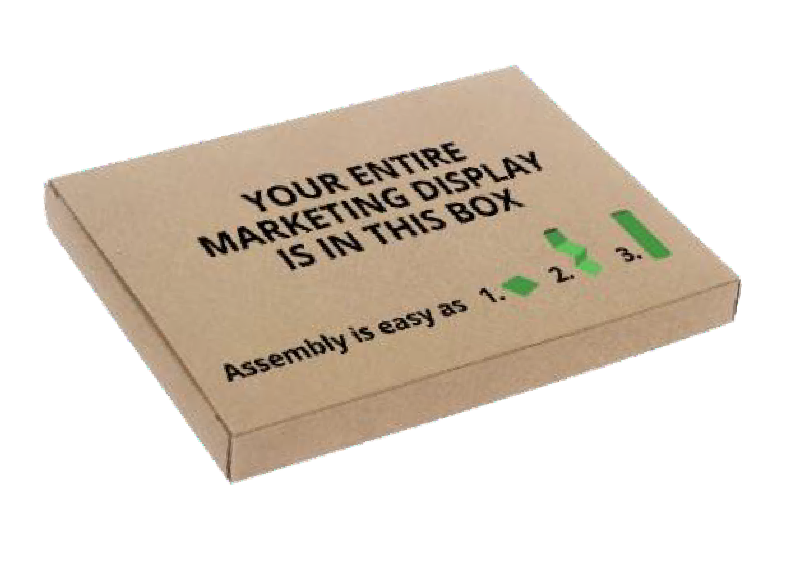 YOUR ENTIRE
MARKETING DISPLAY
IS IN THIS BOX
Assembly is easy as 1. 2. 3.